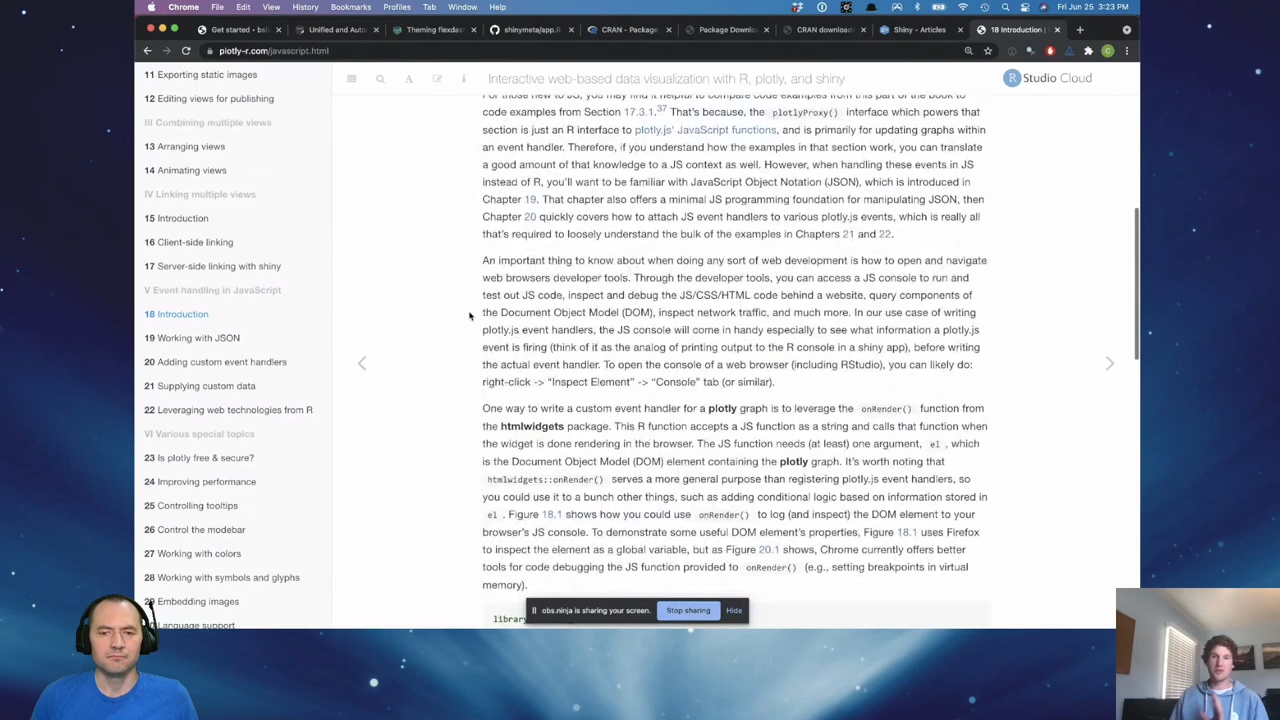 Chrome File Edit View History Bookmarks Profiles Tab Window Help Fri Jun 25 3:23 PM
Get started • bsli Unified and Auto Theming flexdas shinymeta/app.R CRAN - Package Package Downlo CRAN downloads Shiny - Articles 18 Introduction |
plotly-r.com/javascript.html
11 Exporting static images
12 Editing views for publishing
III Combining multiple views
13 Arranging views
14 Animating views
IV Linking multiple views
15 Introduction
16 Client-side linking
17 Server-side linking with shiny
V Event handling in JavaScript
18 Introduction
19 Working with JSON
20 Adding custom event handlers
21 Supplying custom data
22 Leveraging web technologies from R
VI Various special topics
23 Is plotly free & secure?
24 Improving performance
25 Controlling tooltips
26 Control the modebar
27 Working with colors
28 Working with symbols and glyphs
29 Embedding images
Language support
Interactive web-based data visualization with R, plotly, and shiny
R Studio Cloud
For those new to JS, you may find it helpful to compare code examples from this part of the book to
code examples from Section 17.3.1.37 That's because, the plotlyProxy() interface which powers that
section is just an R interface to plotly.js' JavaScript functions, and is primarily for updating graphs within
an event handler. Therefore, if you understand how the examples in that section work, you can translate
a good amount of that knowledge to a JS context as well. However, when handling these events in JS
instead of R, you'll want to be familiar with JavaScript Object Notation (JSON), which is introduced in
Chapter 19. That chapter also offers a minimal JS programming foundation for manipulating JSON, then
Chapter 20 quickly covers how to attach JS event handlers to various plotly.js events, which is really all
that's required to loosely understand the bulk of the examples in Chapters 21 and 22.
An important thing to know about when doing any sort of web development is how to open and navigate
web browsers developer tools. Through the developer tools, you can access a JS console to run and
test out JS code, inspect and debug the JS/CSS/HTML code behind a website, query components of
the Document Object Model (DOM), inspect network traffic, and much more. In our use case of writing
plotly.js event handlers, the JS console will come in handy especially to see what information a plotly.js
event is firing (think of it as the analog of printing output to the R console in a shiny app), before writing
the actual event handler. To open the console of a web browser (including RStudio), you can likely do:
right-click -> "Inspect Element" -> "Console" tab (or similar).
One way to write a custom event handler for a plotly graph is to leverage the onRender() function from
the htmlwidgets package. This R function accepts a JS function as a string and calls that function when
the widget is done rendering in the browser. The JS function needs (at least) one argument, el, which
is the Document Object Model (DOM) element containing the plotly graph. It's worth noting that
htmlwidgets::onRender() serves a more general purpose than registering plotly.js event handlers, so
you could use it to a bunch other things, such as adding conditional logic based on information stored in
el. Figure 18.1 shows how you could use onRender() to log (and inspect) the DOM element to your
browser's JS console. To demonstrate some useful DOM element's properties, Figure 18.1 uses Firefox
to inspect the element as a global variable, but as Figure 20.1 shows, Chrome currently offers better
tools for code debugging the JS function provided to onRender() (e.g., setting breakpoints in virtual
memory).
library
obs.ninja is sharing your screen. Stop sharing Hide